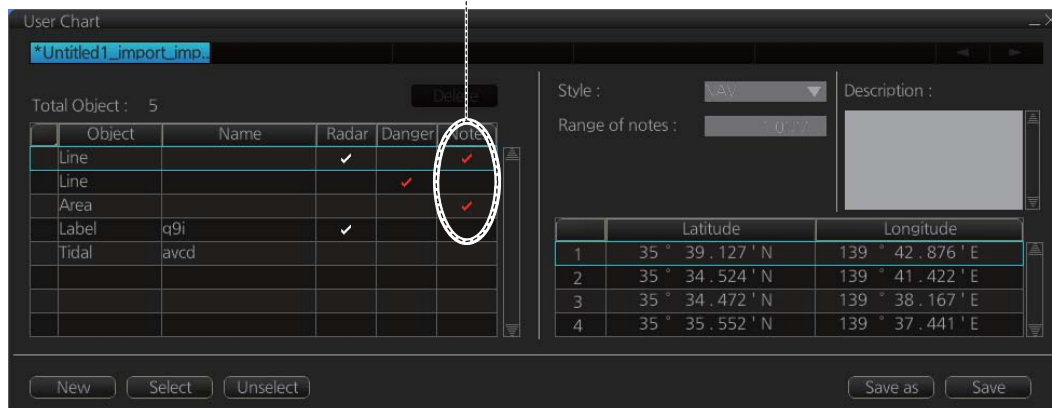 User Chart
*Untitled1_import_imp..
Total Object : 5
Delete
Object Name Radar Danger Notes
Line
Line
Area
Label q9i
Tidal avcd
Style : NAV
Range of notes :
Description :
Latitude Longitude
1 35 ° 39 . 127 ' N 139 ° 42 . 876 ' E
2 35 ° 34 . 524 ' N 139 ° 41 . 422 ' E
3 35 ° 34 . 472 ' N 139 ° 38 . 167 ' E
4 35 ° 35 . 552 ' N 139 ° 37 . 441 ' E
New Select Unselect Save as Save